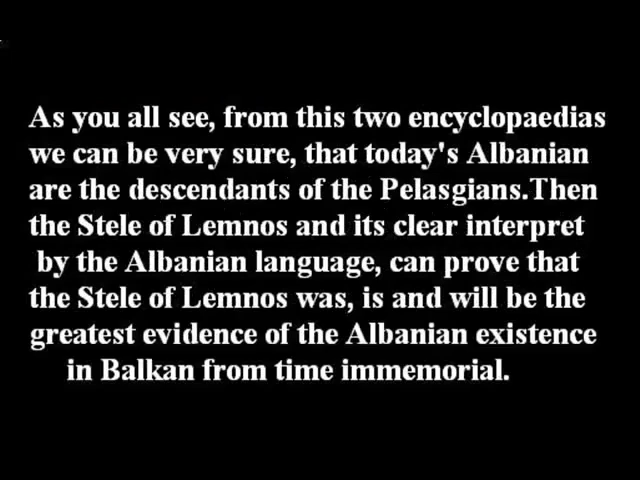 As you all see, from this two encyclopaedias
we can be very sure, that today's Albanian
are the descendants of the Pelasgians.Then
the Stele of Lemnos and its clear interpret
by the Albanian language, can prove that
the Stele of Lemnos was, is and will be the
greatest evidence of the Albanian existence
in Balkan from time immemorial.